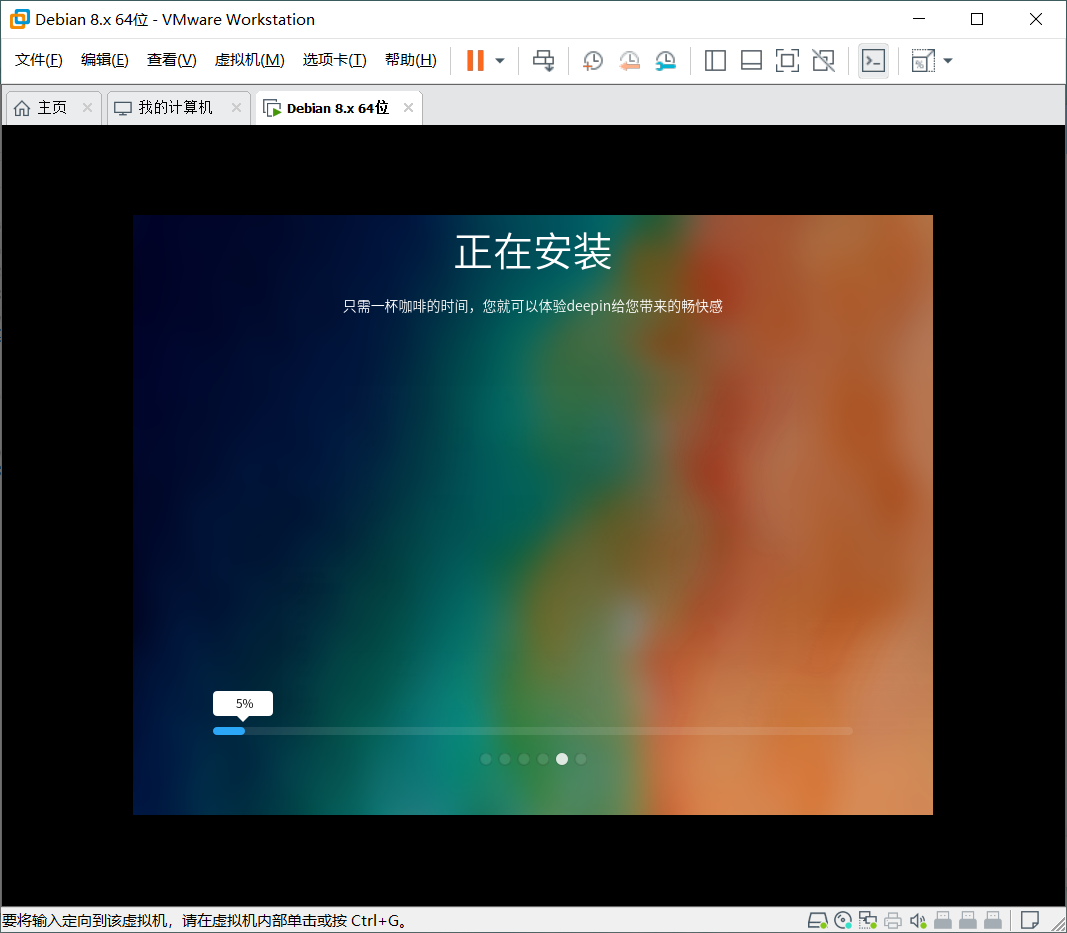 Debian 8.x 64位 - VMware Workstation
文件(F) 编辑(E) 查看(V) 虚拟机(M) 选项卡(T) 帮助(H)
主页 我的计算机 Debian 8.x 64位
正在安装
只需一杯咖啡的时间，您就可以体验deepin给您带来的畅快感
5%
要将输入定向到该虚拟机，请在虚拟机内部单击或按 Ctrl+G。